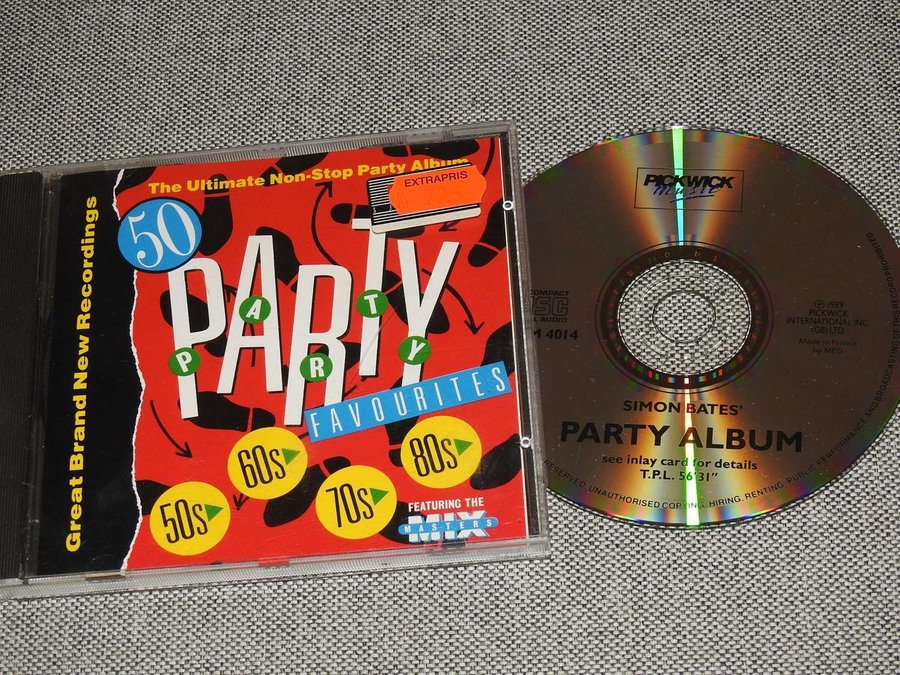 Great Brand New Recordings
The Ultimate Non-Stop Party Album
EXTRAPRIS
50
PARTY
PARTY
FAVOURITES
50s
60s
70s
80s
FEATURING THE
MIX
MASTERS
PICKWICK
Music
COMPACT
DISC
AUDIO
4014
℗ 1989
PICKWICK
INTERNATIONAL INC
(GB) LTD
Made in France
by MPO
SIMON BATES'
PARTY ALBUM
see inlay card for details
T.P.L. 56'31"
RESERVED. UNAUTHORISED COPYING, HIRING, RENTING, PUBLIC PERFORMANCE AND BROADCASTING OF THIS RECORD PROHIBITED